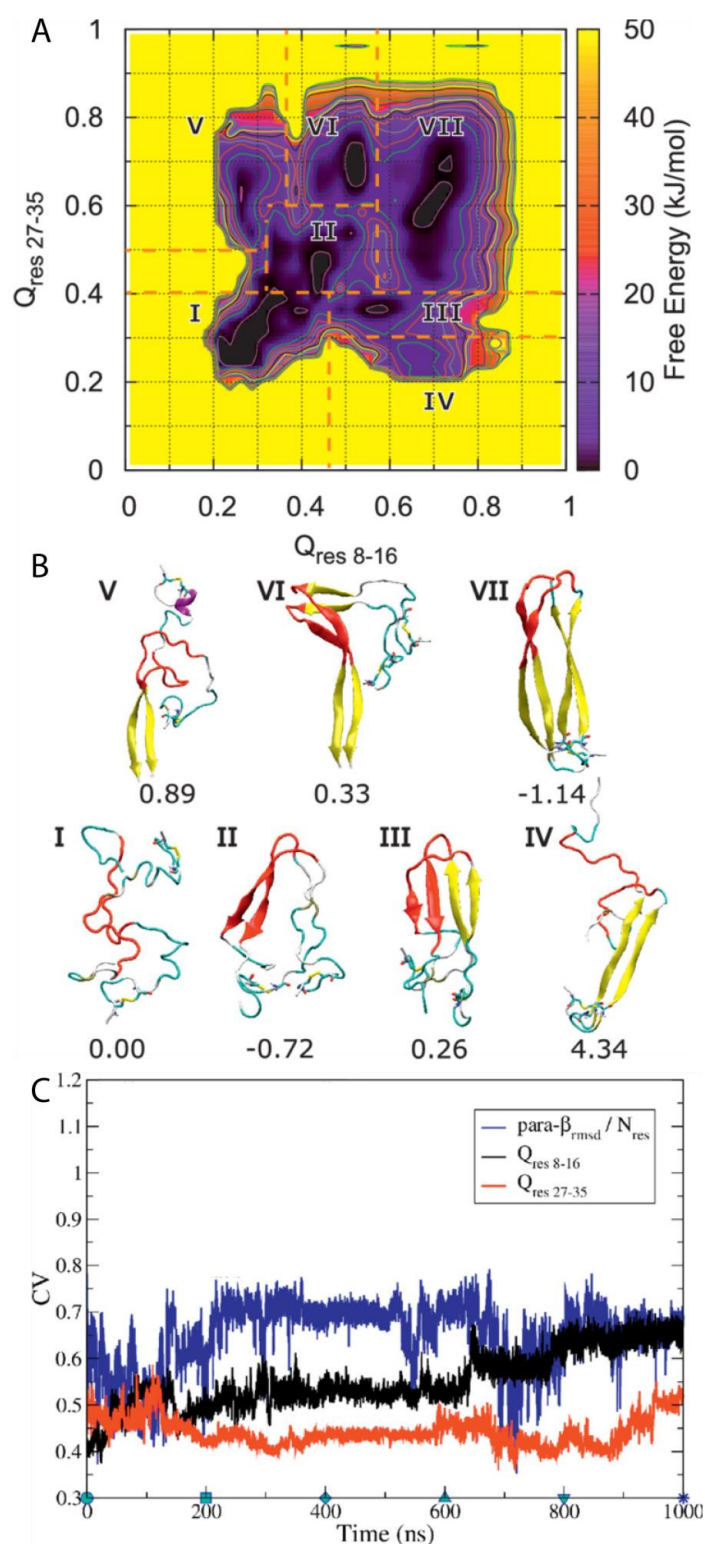 A
1
0.8
0.6
0.4
0.2
0
0 0.2 0.4 0.6 0.8 1
Q res 27-35
Q res 8-16
V VI VII
II
I III
IV
50
40
30
20
10
0
Free Energy (kJ/mol)
B
V VI VII
0.89 0.33 -1.14
I II III IV
0.00 -0.72 0.26 4.34
C
1.2
1.1
1
0.9
0.8
0.7
0.6
0.5
0.4
0.3
CV
para-β rmsd / N res
Q res 8-16
Q res 27-35
0 200 400 600 800 1000
Time (ns)